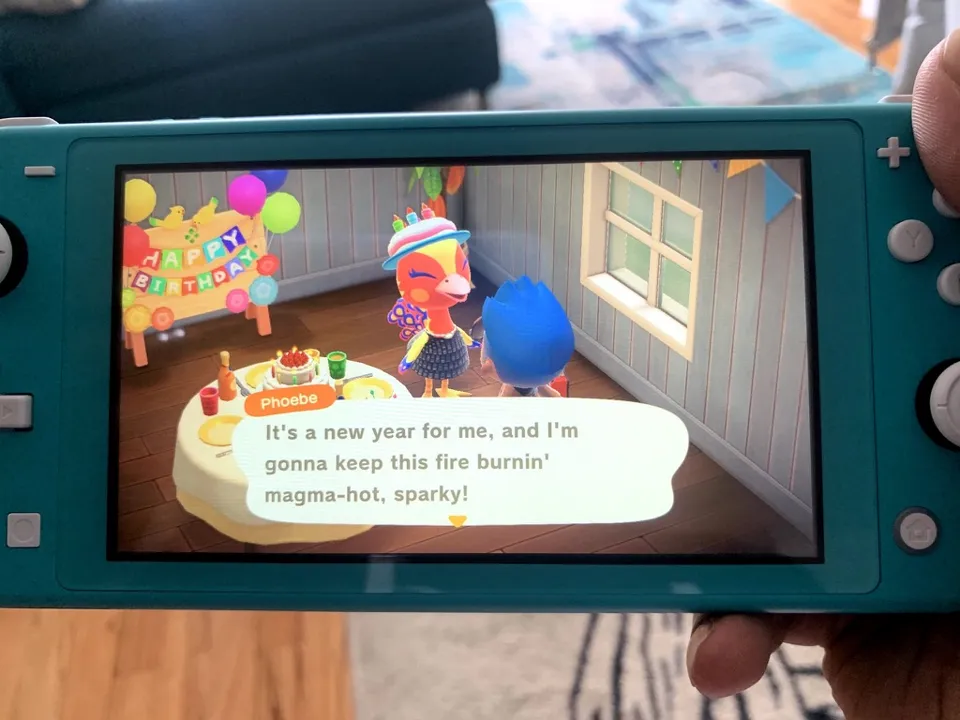 HAPPY
BIRTHDAY
Phoebe
It's a new year for me, and I'm
gonna keep this fire burnin'
magma-hot, sparky!
Y